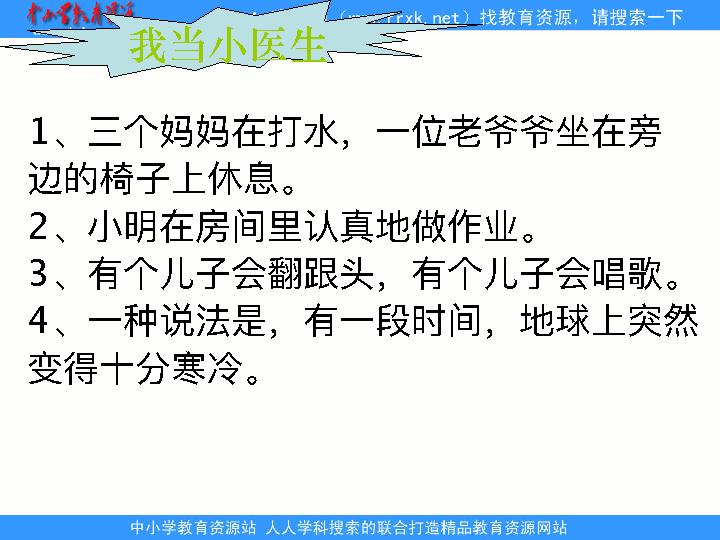 中小学教育资源
rrxk.net）找教育资源，请搜索一下
我当小医生
1、三个妈妈在打水，一位老爷爷坐在旁
边的椅子上休息。
2、小明在房间里认真地做作业。
3、有个儿子会翻跟头，有个儿子会唱歌。
4、一种说法是，有一段时间，地球上突然
变得十分寒冷。
中小学教育资源站 人人学科搜索的联合打造精品教育资源网站